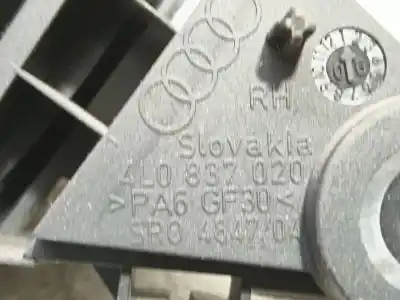 RH
Slovakia
4L0 837 020
>PA6 GF30<